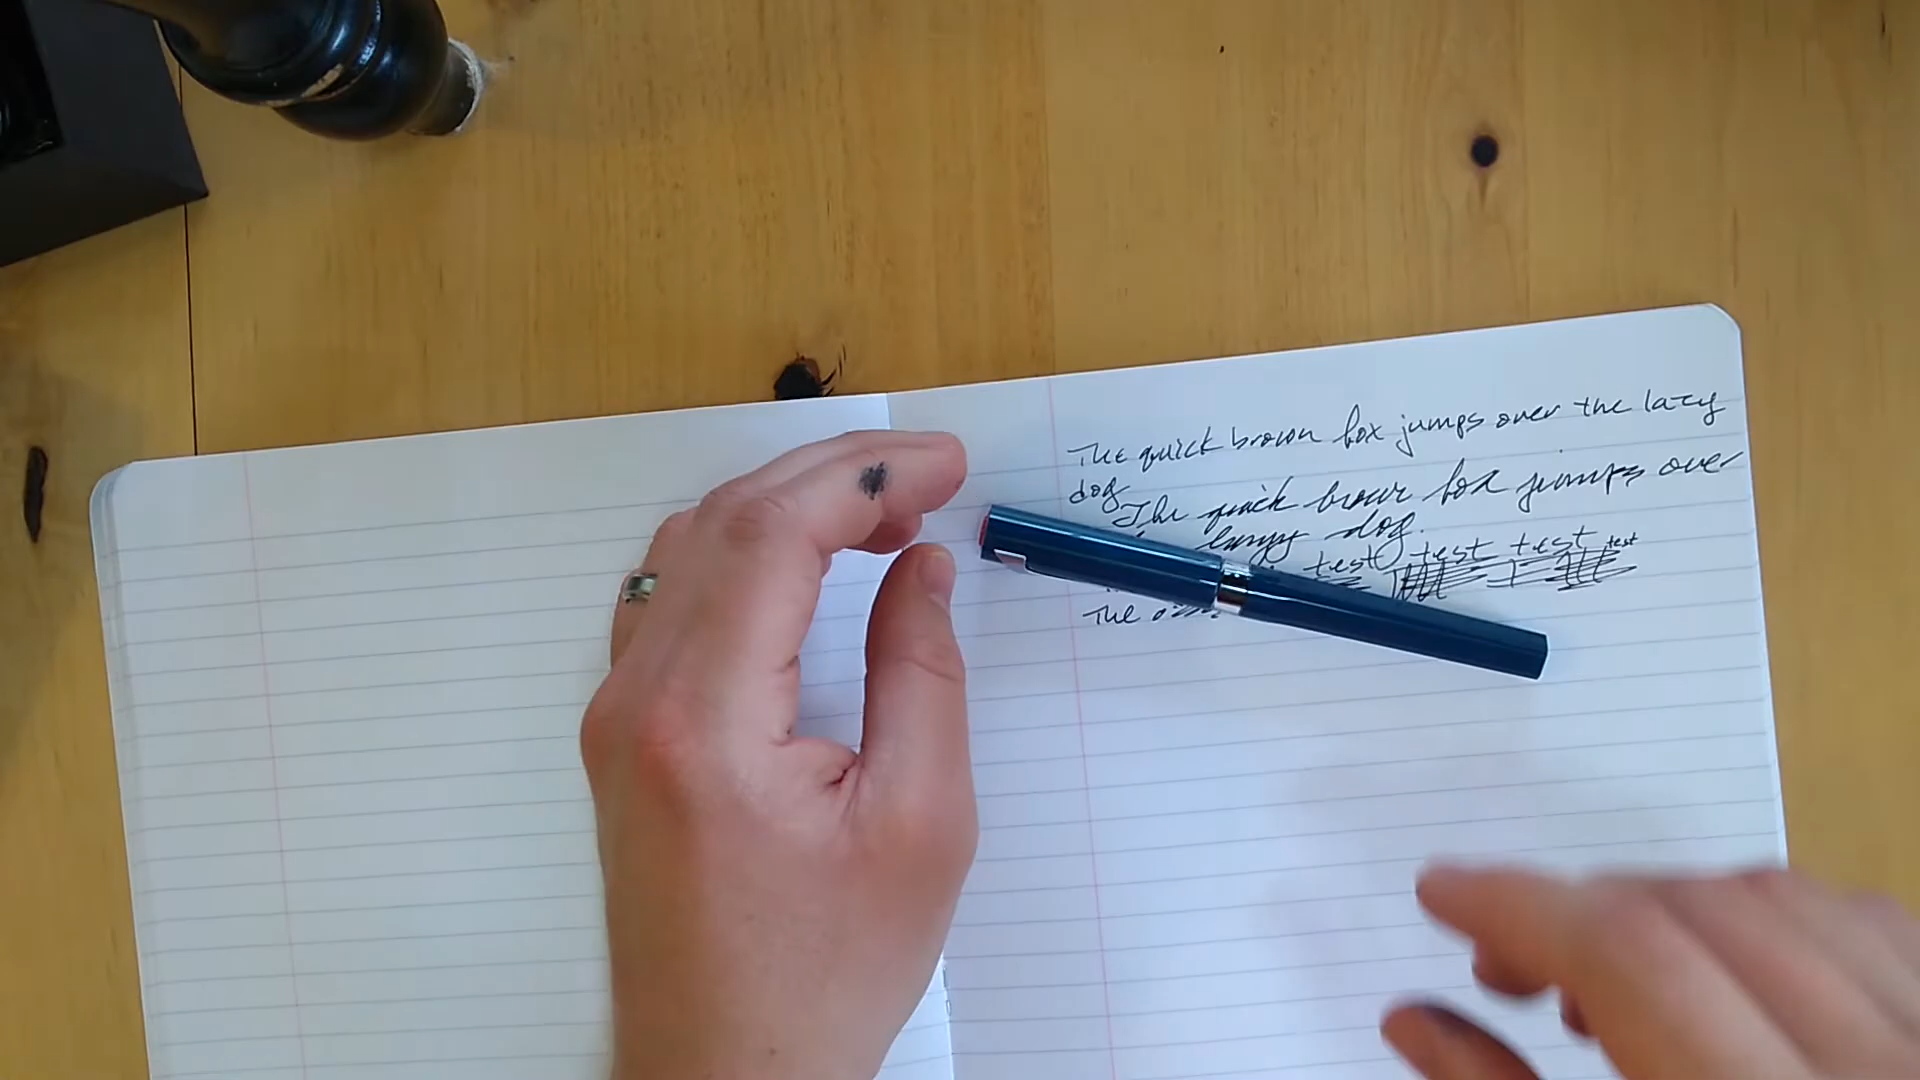 The quick brown fox jumps over the lazy
dog
The quick brown fox jumps over
lazy dog.
test test test test
The